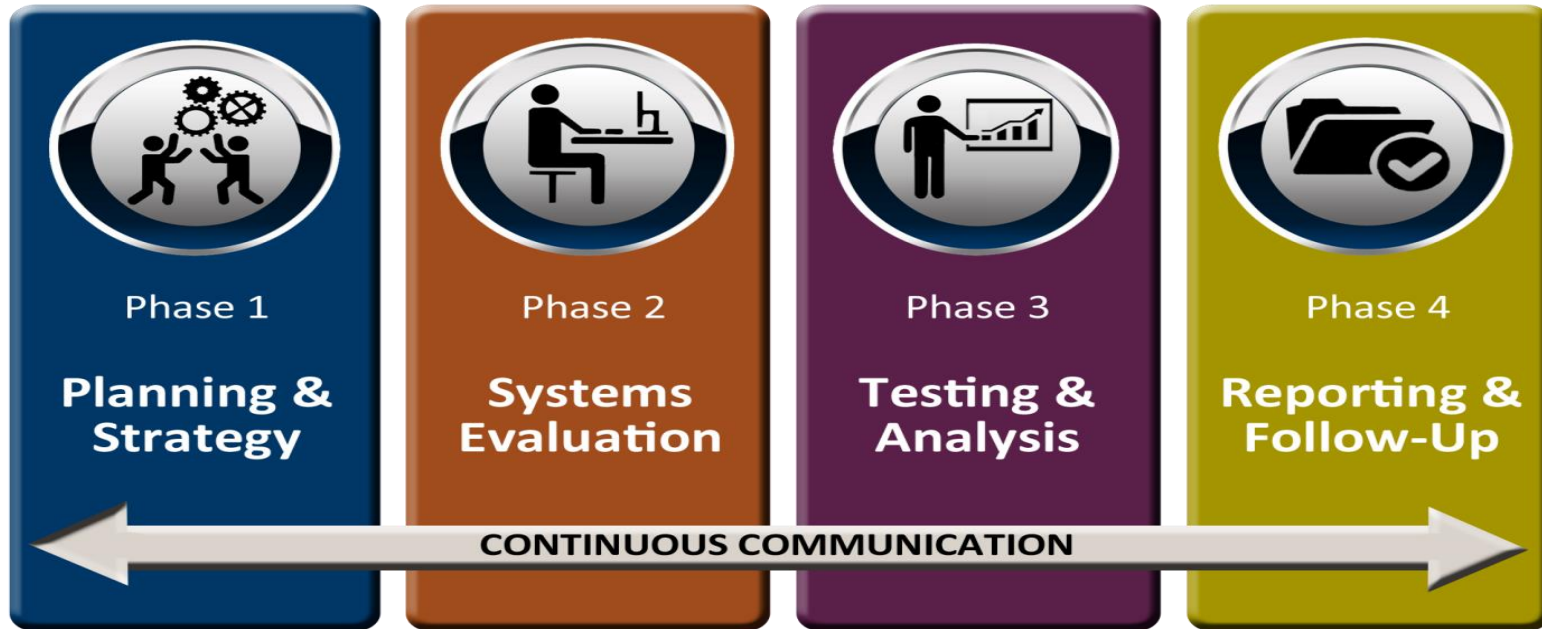 Phase 1
Planning &
Strategy
Phase 2
Systems
Evaluation
Phase 3
Testing &
Analysis
Phase 4
Reporting &
Follow-Up
CONTINUOUS COMMUNICATION